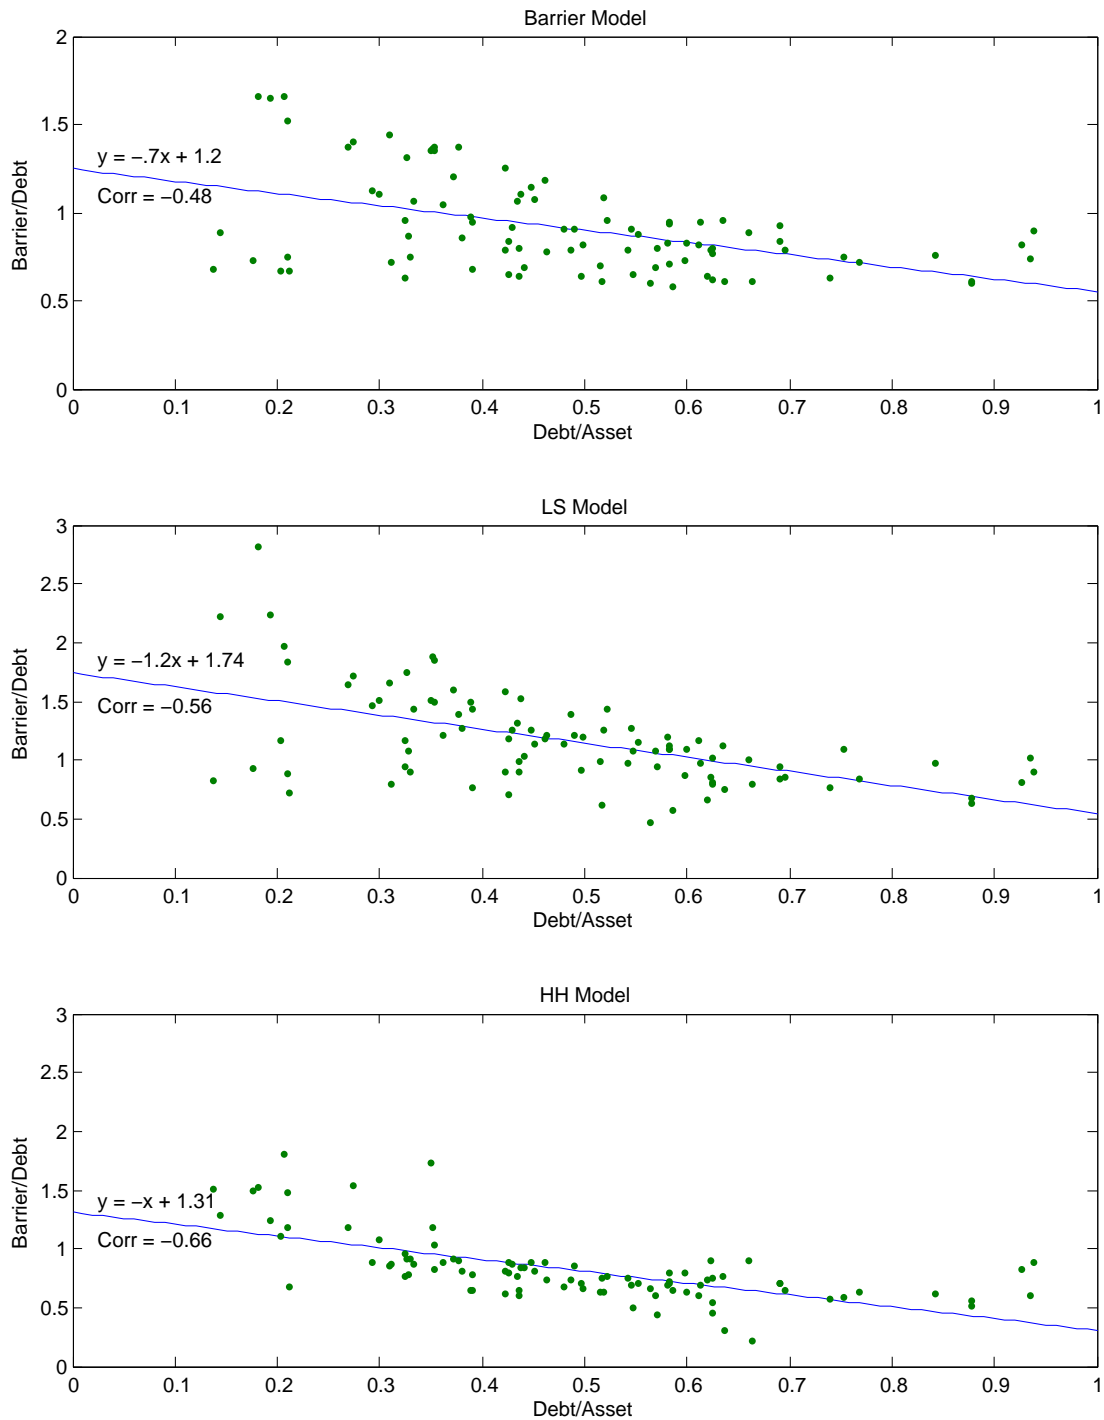 Barrier Model
2
1.5
1
0.5
0
Barrier/Debt
y = −.7x + 1.2
Corr = −0.48
0 0.1 0.2 0.3 0.4 0.5 0.6 0.7 0.8 0.9 1
Debt/Asset
LS Model
3
2.5
2
1.5
1
0.5
0
Barrier/Debt
y = −1.2x + 1.74
Corr = −0.56
0 0.1 0.2 0.3 0.4 0.5 0.6 0.7 0.8 0.9 1
Debt/Asset
HH Model
3
2.5
2
1.5
1
0.5
0
Barrier/Debt
y = −x + 1.31
Corr = −0.66
0 0.1 0.2 0.3 0.4 0.5 0.6 0.7 0.8 0.9 1
Debt/Asset